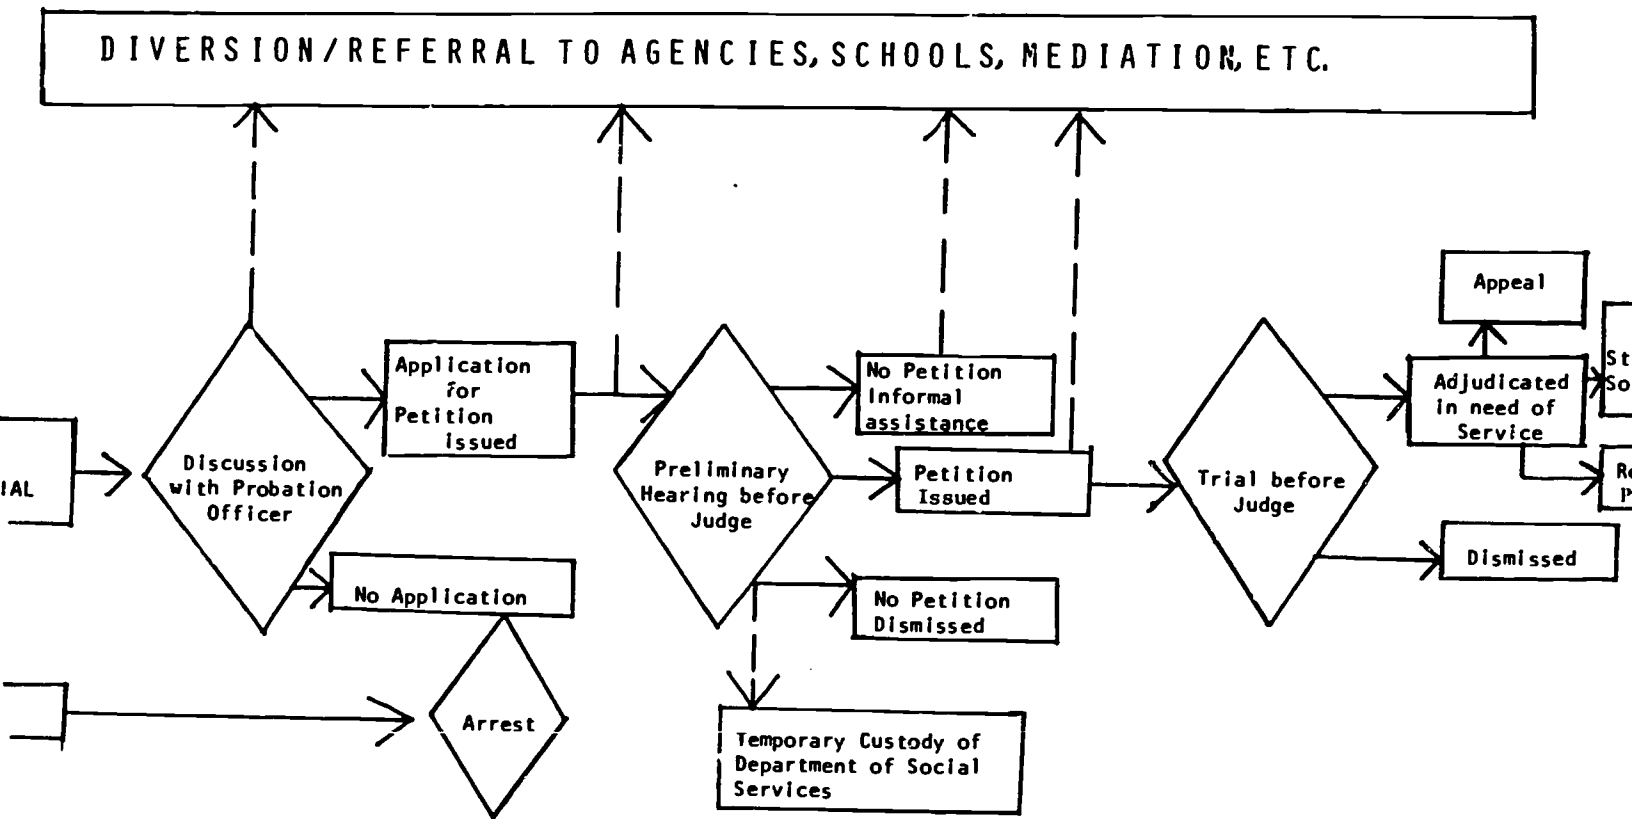 DIVERSION/REFERRAL TO AGENCIES, SCHOOLS, MEDIATION, ETC.
Appeal
Application
for
Petition
issued
No Petition
Informal
assistance
Adjudicated
in need of
Service
Discussion
with Probation
Officer
Preliminary
Hearing before
Judge
Petition
Issued
Trial before
Judge
No Application
No Petition
Dismissed
Dismissed
Arrest
Temporary Custody of
Department of Social
Services